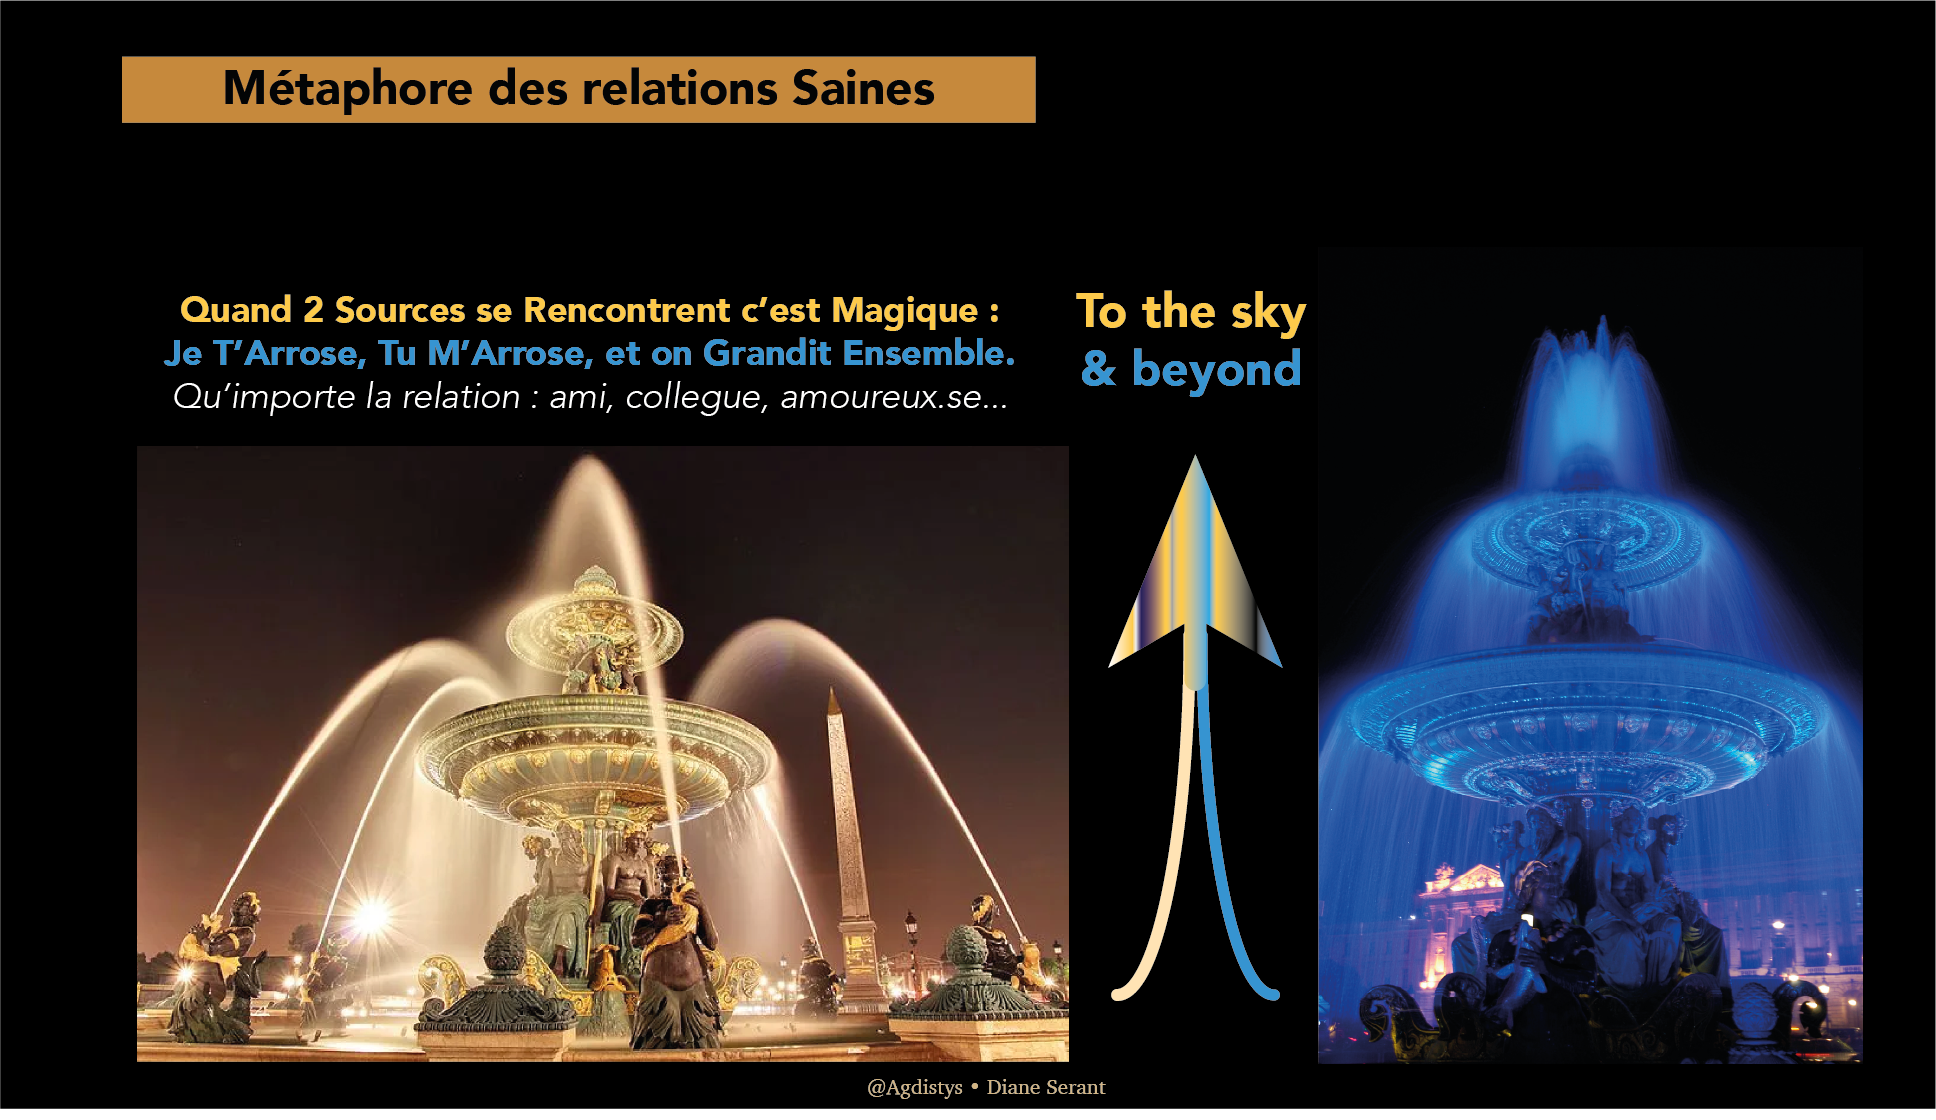 Métaphore des relations Saines
Quand 2 Sources se Rencontrent c’est Magique :
Je T’Arrose, Tu M’Arrose, et on Grandit Ensemble.
Qu’importe la relation : ami, collegue, amoureux.se...
To the sky
& beyond
@Agdistys • Diane Serant